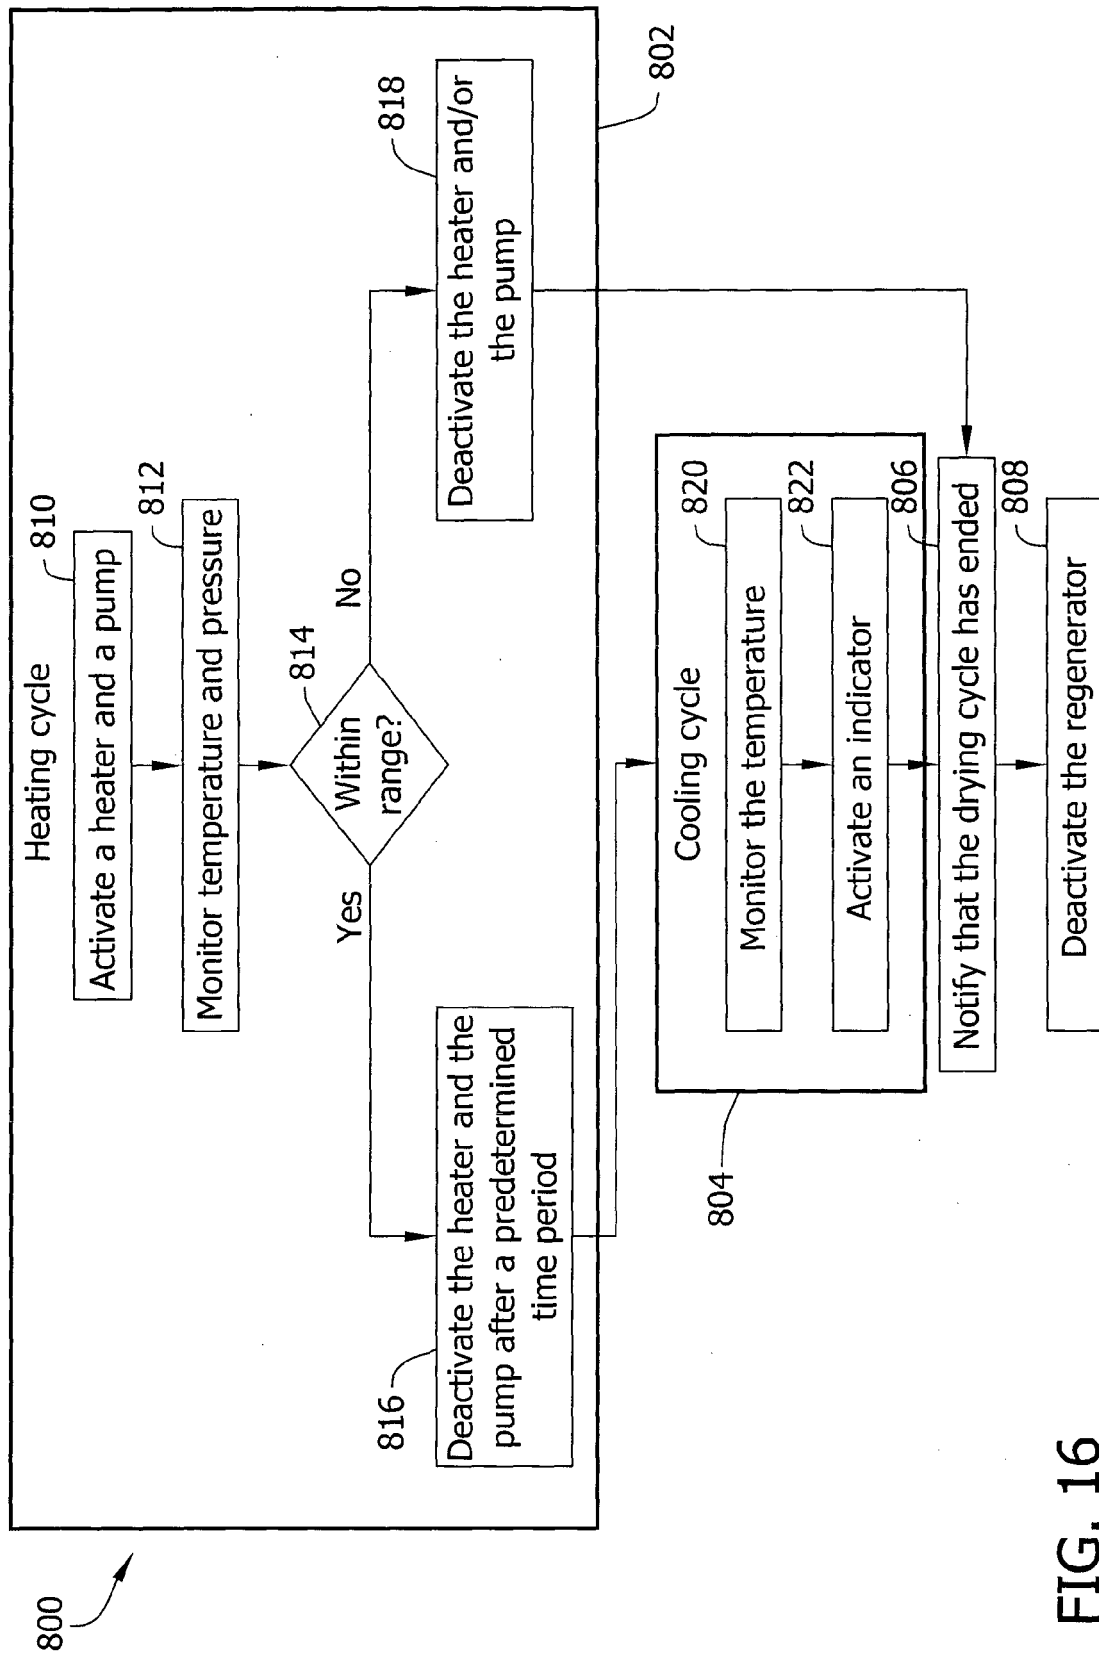 800
Heating cycle
810
Activate a heater and a pump
812
Monitor temperature and pressure
814
Within
range?
Yes
No
816
Deactivate the heater and the
pump after a predetermined
time period
818
Deactivate the heater and/or
the pump
802
804
Cooling cycle
820
Monitor the temperature
822
Activate an indicator
806
Notify that the drying cycle has ended
808
Deactivate the regenerator
FIG. 16